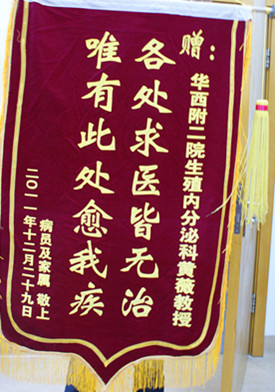 赠：
华西附二院生殖内分泌科黄薇教授
各处求医皆无治
唯有此处愈我疾
病员及家属 敬上
二〇一一年十二月二十九日